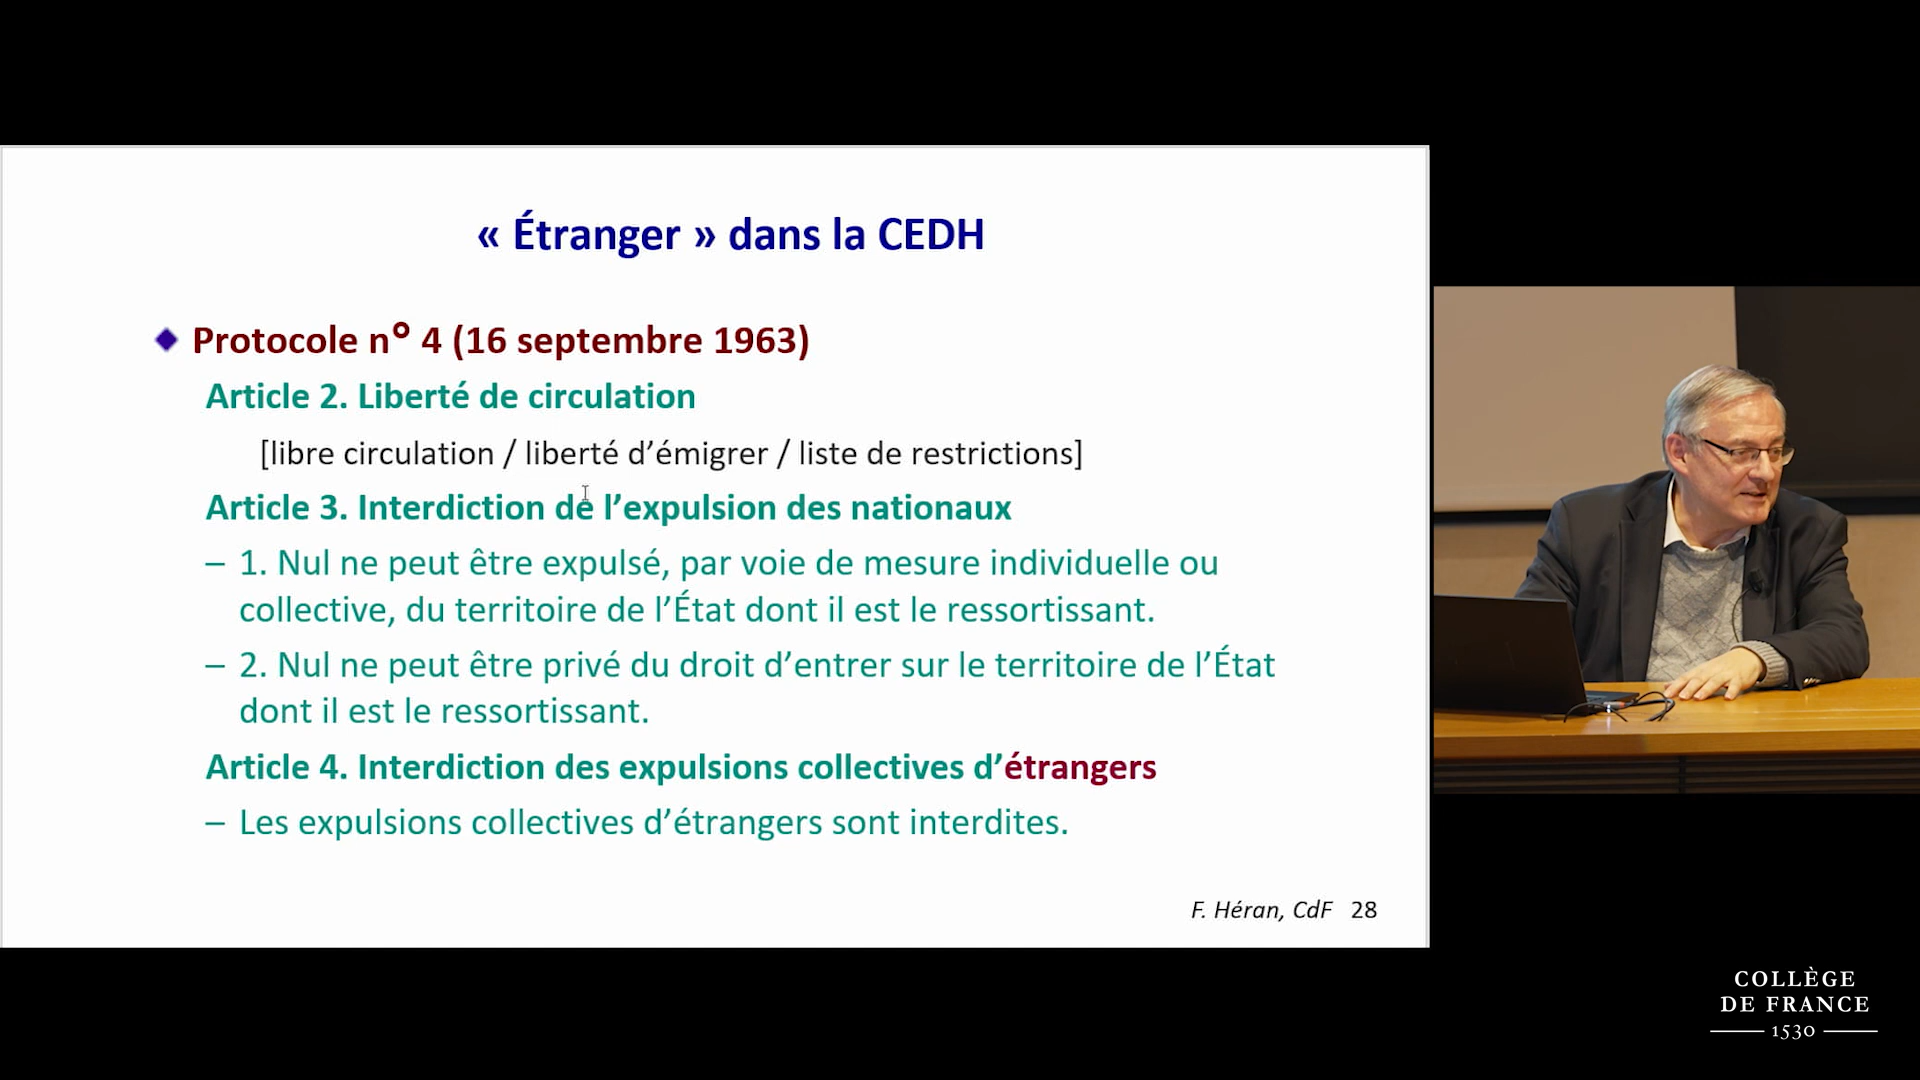 « Étranger » dans la CEDH
Protocole n° 4 (16 septembre 1963)
Article 2. Liberté de circulation
[libre circulation / liberté d’émigrer / liste de restrictions]
Article 3. Interdiction de l’expulsion des nationaux
– 1. Nul ne peut être expulsé, par voie de mesure individuelle ou
collective, du territoire de l’État dont il est le ressortissant.
– 2. Nul ne peut être privé du droit d’entrer sur le territoire de l’État
dont il est le ressortissant.
Article 4. Interdiction des expulsions collectives d’étrangers
– Les expulsions collectives d’étrangers sont interdites.
F. Héran, CdF 28
COLLÈGE
DE FRANCE
1530